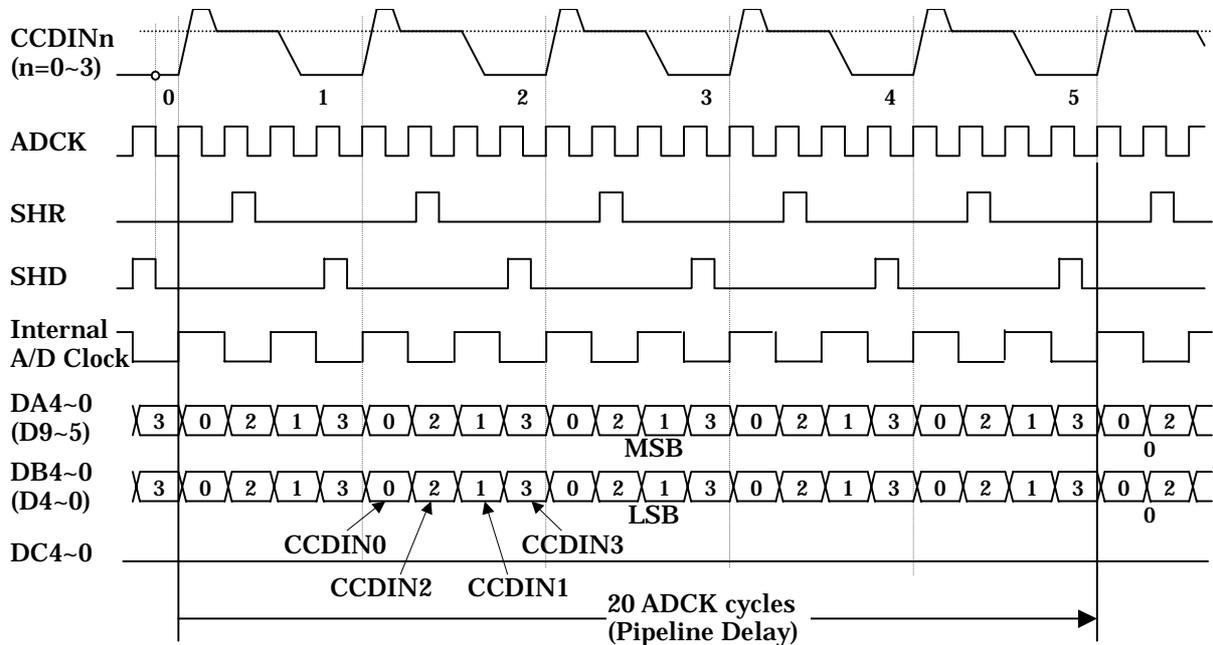 CCDINn
(n=0~3)
0 1 2 3 4 5
ADCK
SHR
SHD
Internal
A/D Clock
DA4~0
(D9~5)
3 0 2 1 3 0 2 1 3 0 2 1 3 0 2 1 3 0 2 1 3 0 2
MSB 0
DB4~0
(D4~0)
3 0 2 1 3 0 2 1 3 0 2 1 3 0 2 1 3 0 2 1 3 0 2
LSB 0
CCDIN0 CCDIN3
DC4~0
CCDIN2 CCDIN1
20 ADCK cycles
(Pipeline Delay)